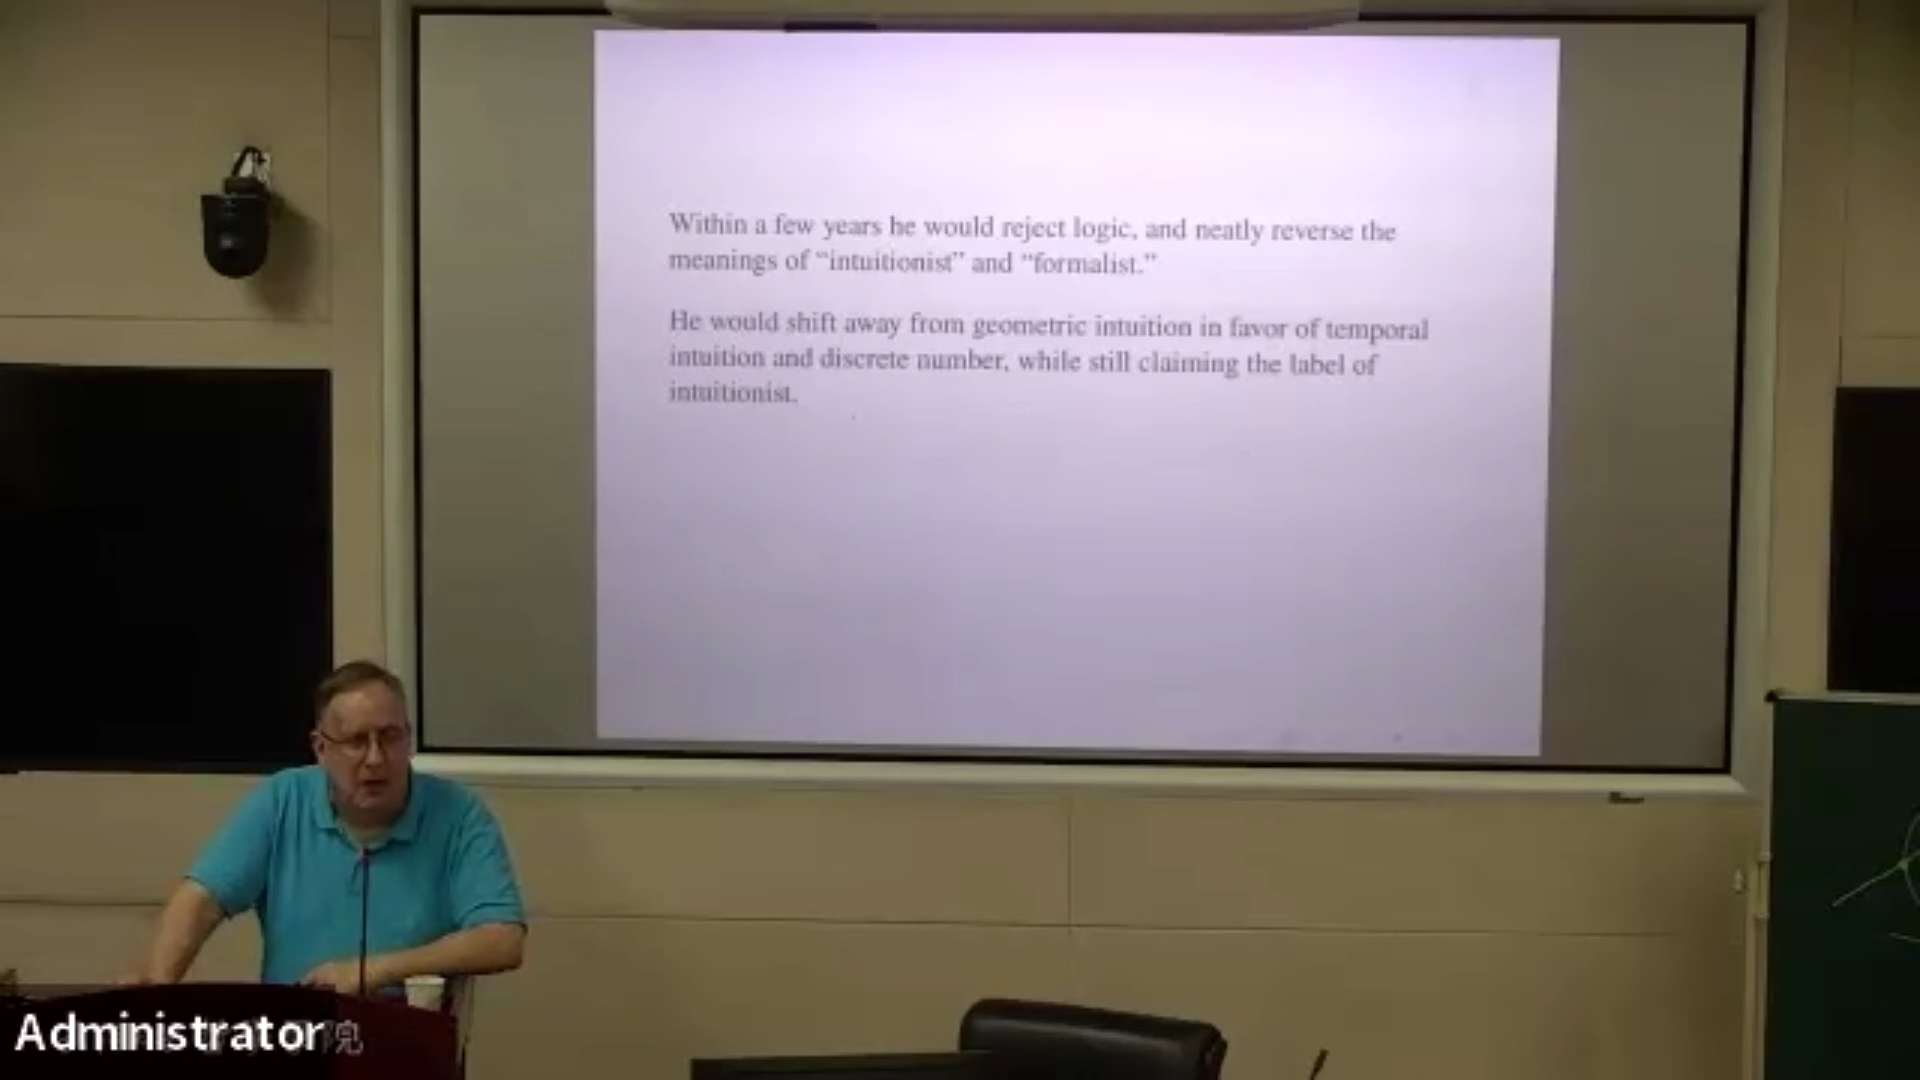 Within a few years he would reject logic, and neatly reverse the
meanings of “intuitionist” and “formalist.”
He would shift away from geometric intuition in favor of temporal
intuition and discrete number, while still claiming the label of
intuitionist.
Administrator